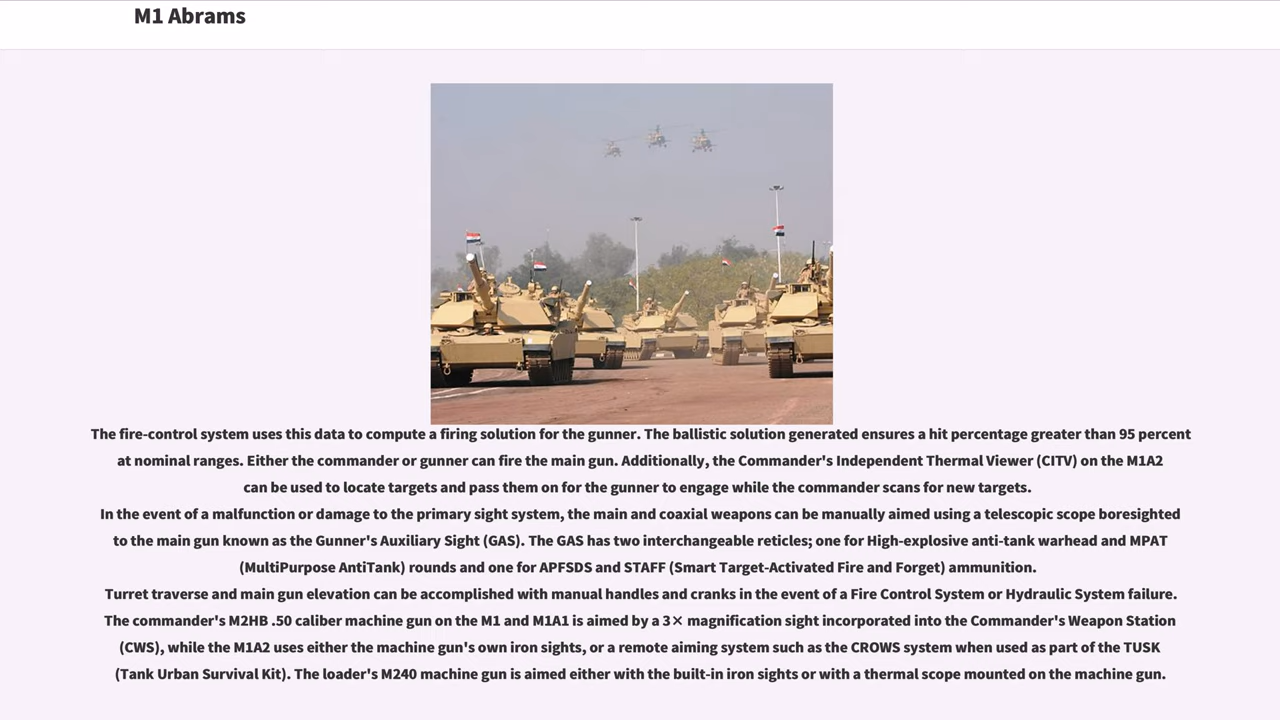 M1 Abrams
The fire-control system uses this data to compute a firing solution for the gunner. The ballistic solution generated ensures a hit percentage greater than 95 percent
at nominal ranges. Either the commander or gunner can fire the main gun. Additionally, the Commander's Independent Thermal Viewer (CITV) on the M1A2
can be used to locate targets and pass them on for the gunner to engage while the commander scans for new targets.
In the event of a malfunction or damage to the primary sight system, the main and coaxial weapons can be manually aimed using a telescopic scope boresighted
to the main gun known as the Gunner's Auxiliary Sight (GAS). The GAS has two interchangeable reticles; one for High-explosive anti-tank warhead and MPAT
(MultiPurpose AntiTank) rounds and one for APFSDS and STAFF (Smart Target-Activated Fire and Forget) ammunition.
Turret traverse and main gun elevation can be accomplished with manual handles and cranks in the event of a Fire Control System or Hydraulic System failure.
The commander's M2HB .50 caliber machine gun on the M1 and M1A1 is aimed by a 3× magnification sight incorporated into the Commander's Weapon Station
(CWS), while the M1A2 uses either the machine gun's own iron sights, or a remote aiming system such as the CROWS system when used as part of the TUSK
(Tank Urban Survival Kit). The loader's M240 machine gun is aimed either with the built-in iron sights or with a thermal scope mounted on the machine gun.